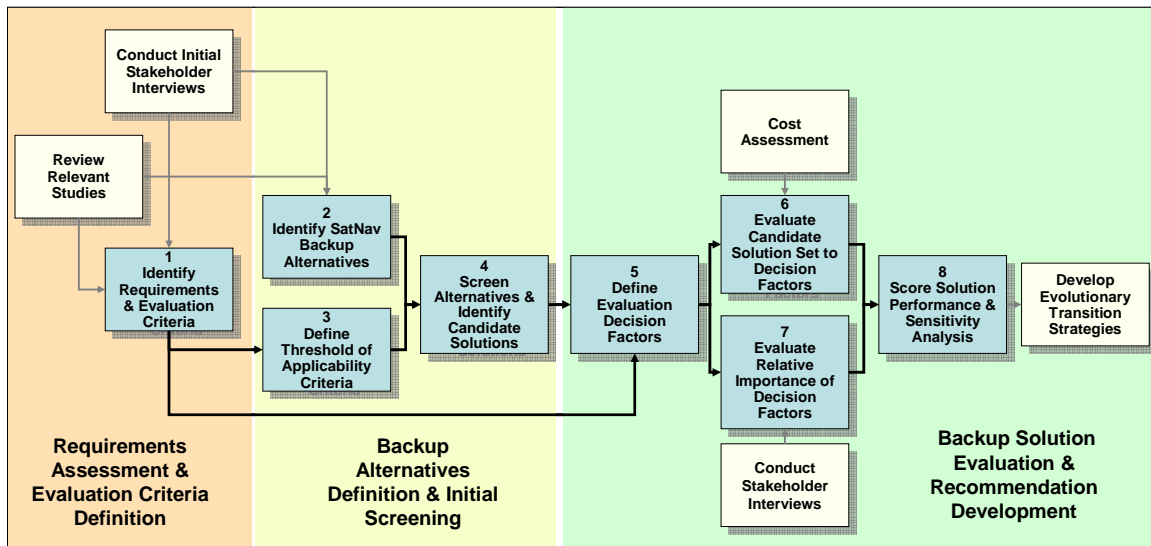 Conduct Initial
Stakeholder
Interviews
Review
Relevant
Studies
1
Identify
Requirements
& Evaluation
Criteria
2
Identify SatNav
Backup
Alternatives
3
Define
Threshold of
Applicability
Criteria
4
Screen
Alternatives &
Identify
Candidate
Solutions
5
Define
Evaluation
Decision
Factors
Cost
Assessment
6
Evaluate
Candidate
Solution Set to
Decision
Factors
7
Evaluate
Relative
Importance of
Decision
Factors
Conduct
Stakeholder
Interviews
8
Score Solution
Performance &
Sensitivity
Analysis
Develop
Evolutionary
Transition
Strategies
Requirements
Assessment &
Evaluation Criteria
Definition
Backup
Alternatives
Definition & Initial
Screening
Backup Solution
Evaluation &
Recommendation
Development